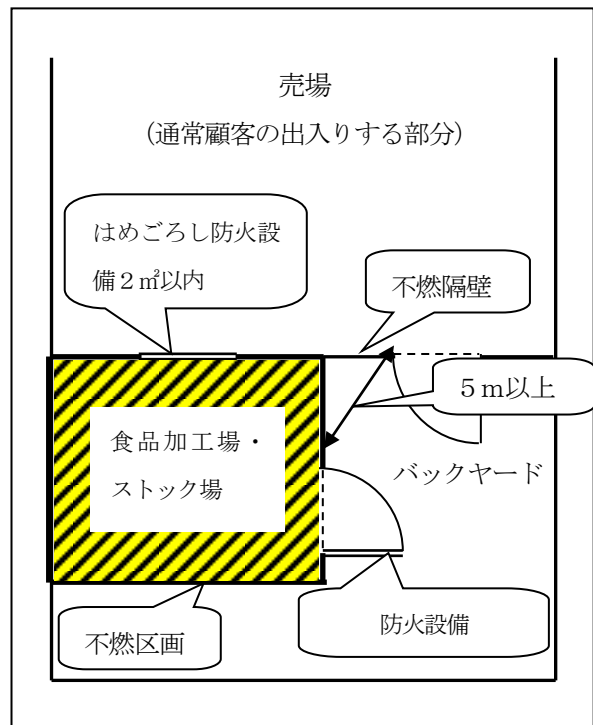 売場
（通常顧客の出入りする部分）
はめごろし防火設
備２㎡以内
不燃隔壁
５ｍ以上
食品加工場・
ストック場
バックヤード
防火設備
不燃区画